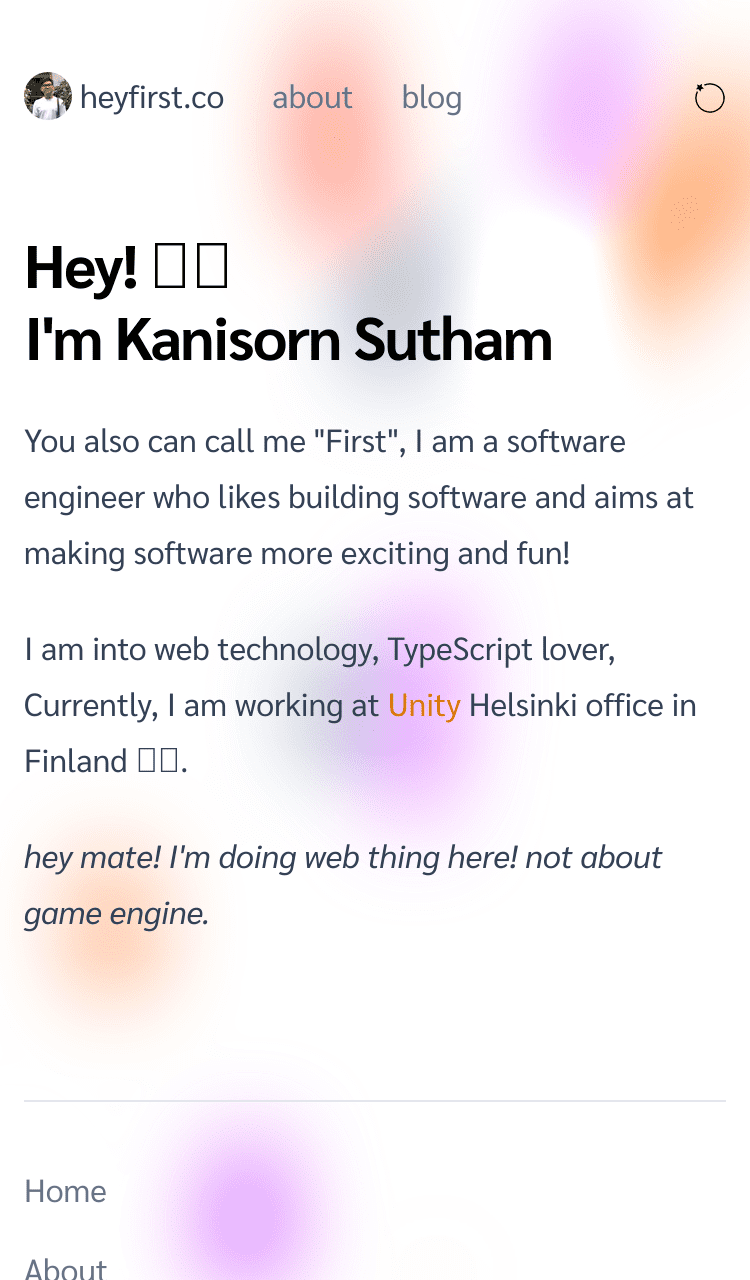 heyfirst.co about blog
Hey! 
I'm Kanisorn Sutham
You also can call me "First", I am a software
engineer who likes building software and aims at
making software more exciting and fun!
I am into web technology, TypeScript lover,
Currently, I am working at Unity Helsinki office in
Finland .
hey mate! I'm doing web thing here! not about
game engine.
Home
About